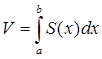 V = ∫_a^b S(x)dx